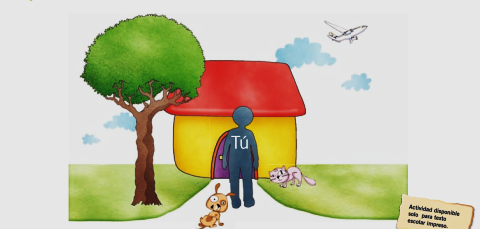 Tú
Actividad disponible
solo para texto
escolar impreso.